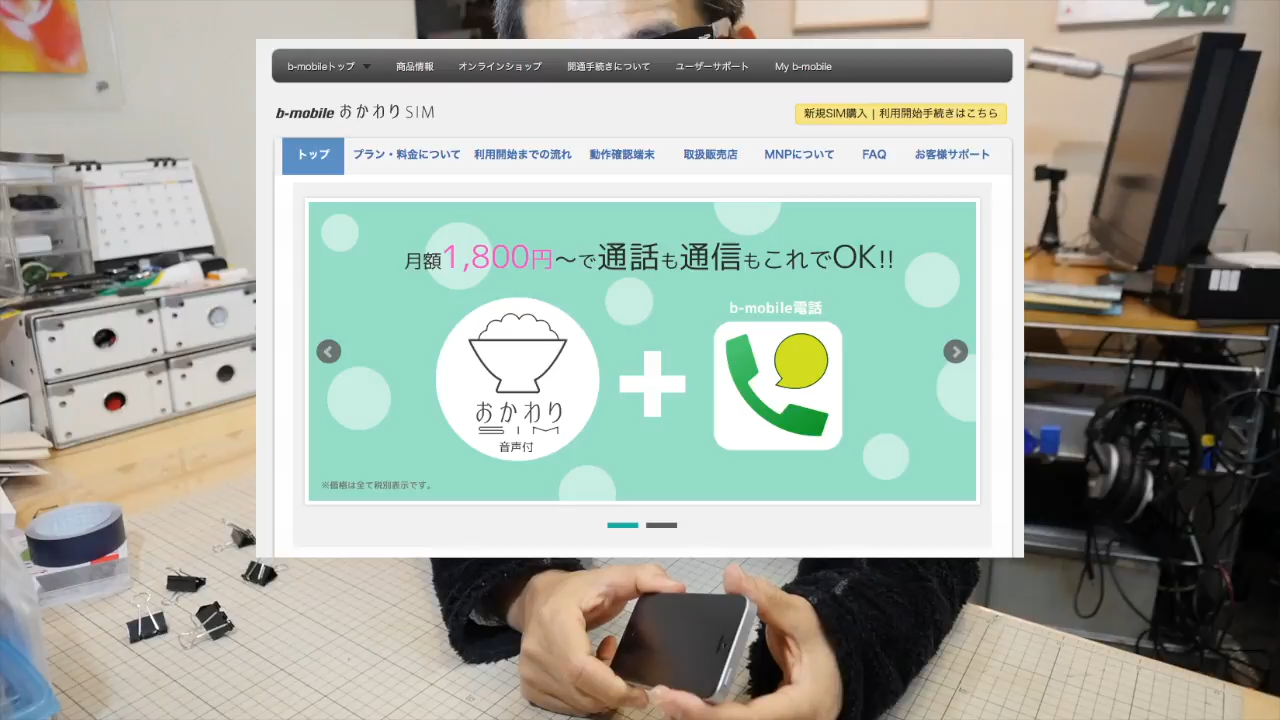 b-mobileトップ 商品情報 オンラインショップ 開通手続きについて ユーザーサポート My b-mobile
b-mobile おかわりSIM
新規SIM購入 | 利用開始手続きはこちら
トップ プラン・料金について 利用開始までの流れ 動作確認端末 取扱販売店 MNPについて FAQ お客様サポート
月額1,800円〜で通話も通信もこれでOK!!
b-mobile電話
おかわり
SIM
音声付
※価格は全て税別表示です。